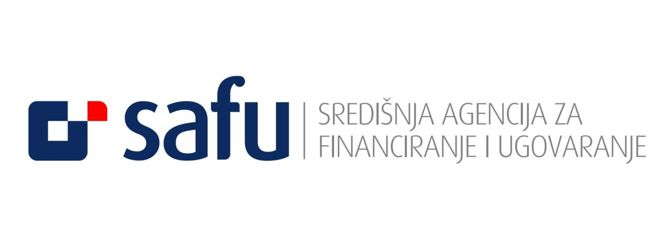 safu
SREDIŠNJA AGENCIJA ZA
FINANCIRANJE I UGOVARANJE